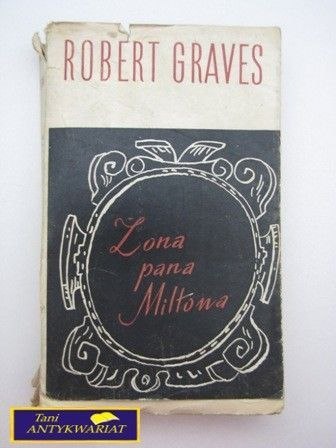 ROBERT GRAVES
Żona
pana
Miltona
Tani
ANTYKWARIAT